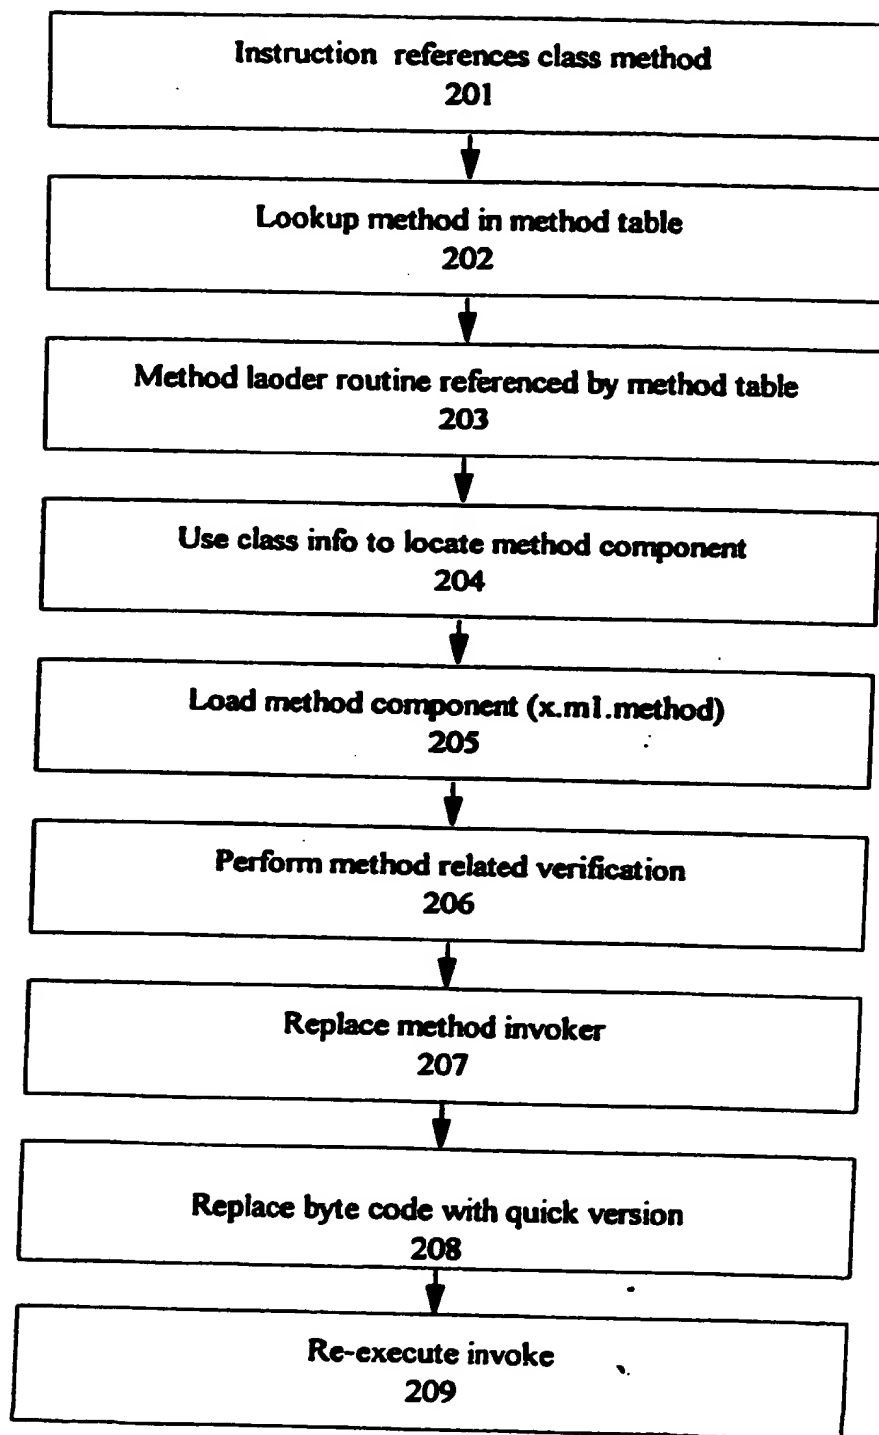 Instruction references class method
201
Lookup method in method table
202
Method laoder routine referenced by method table
203
Use class info to locate method component
204
Load method component (x.m1.method)
205
Perform method related verification
206
Replace method invoker
207
Replace byte code with quick version
208
Re-execute invoke
209